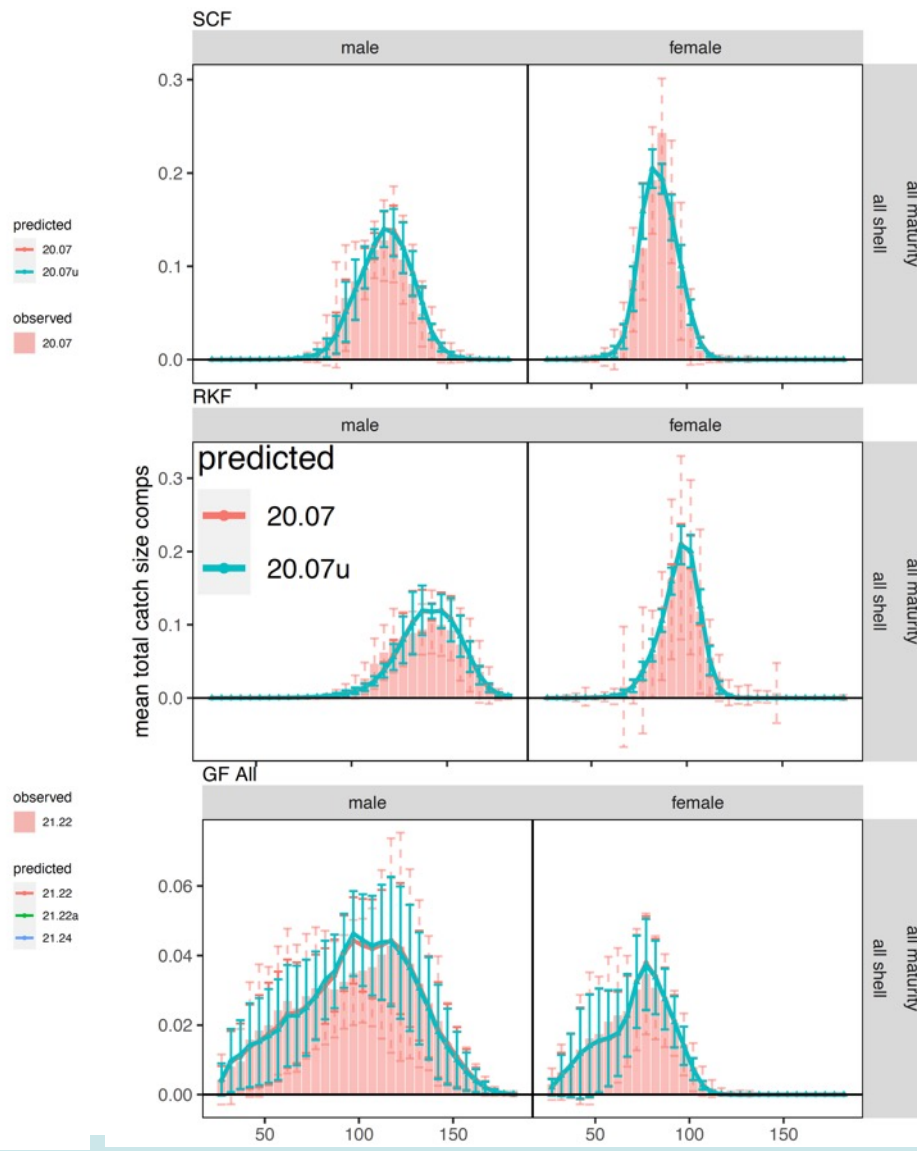 SCF
male female
0.3
0.2
0.1
0.0
all shell
all maturity
predicted
20.07
20.07u
observed
20.07
RKF
male female
predicted
20.07
20.07u
0.3
0.2
0.1
0.0
mean total catch size comps
all shell
all maturity
GF All
male female
observed
21.22
predicted
21.22
21.22a
21.24
0.06
0.04
0.02
0.00
all shell
all maturity
50 100 150 50 100 150